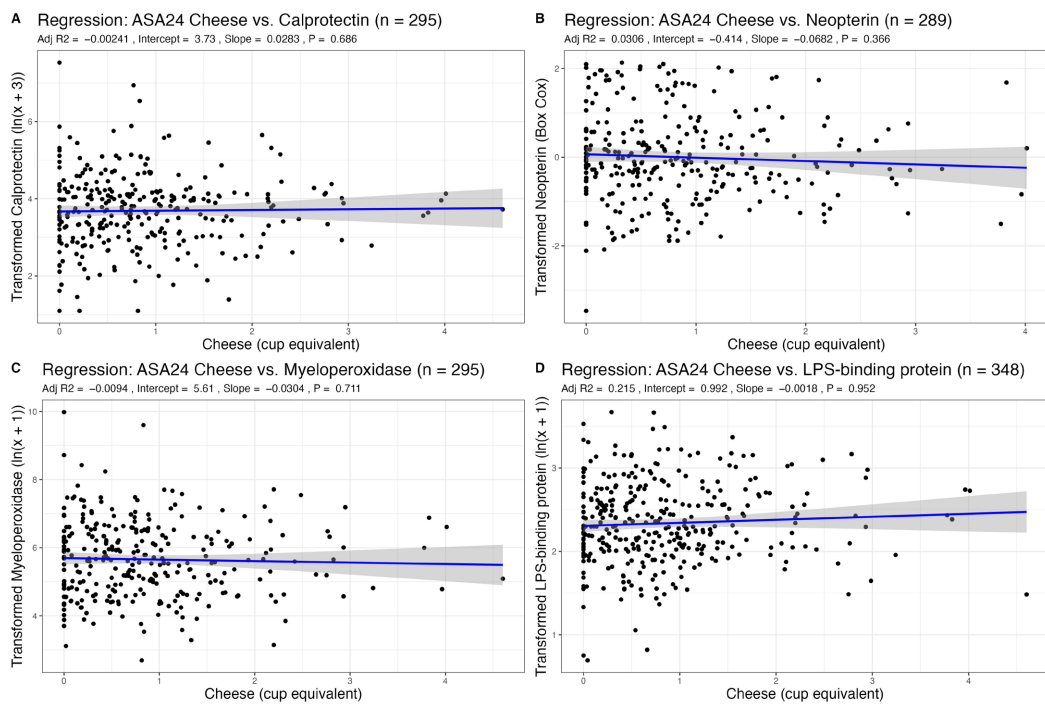 A Regression: ASA24 Cheese vs. Calprotectin (n = 295)
Adj R2 = −0.00241 , Intercept = 3.73 , Slope = 0.0283 , P = 0.686
Transformed Calprotectin (ln(x + 3))
6
4
2
0 1 2 3 4
Cheese (cup equivalent)
B Regression: ASA24 Cheese vs. Neopterin (n = 289)
Adj R2 = 0.0306 , Intercept = −0.414 , Slope = −0.0682 , P = 0.366
Transformed Neopterin (Box Cox)
2
0
-2
0 1 2 3 4
Cheese (cup equivalent)
C Regression: ASA24 Cheese vs. Myeloperoxidase (n = 295)
Adj R2 = −0.0094 , Intercept = 5.61 , Slope = −0.0304 , P = 0.711
Transformed Myeloperoxidase (ln(x + 1))
10
8
6
4
0 1 2 3 4
Cheese (cup equivalent)
D Regression: ASA24 Cheese vs. LPS-binding protein (n = 348)
Adj R2 = 0.215 , Intercept = 0.992 , Slope = −0.0018 , P = 0.952
Transformed LPS-binding protein (ln(x + 1))
3
2
1
0 1 2 3 4
Cheese (cup equivalent)